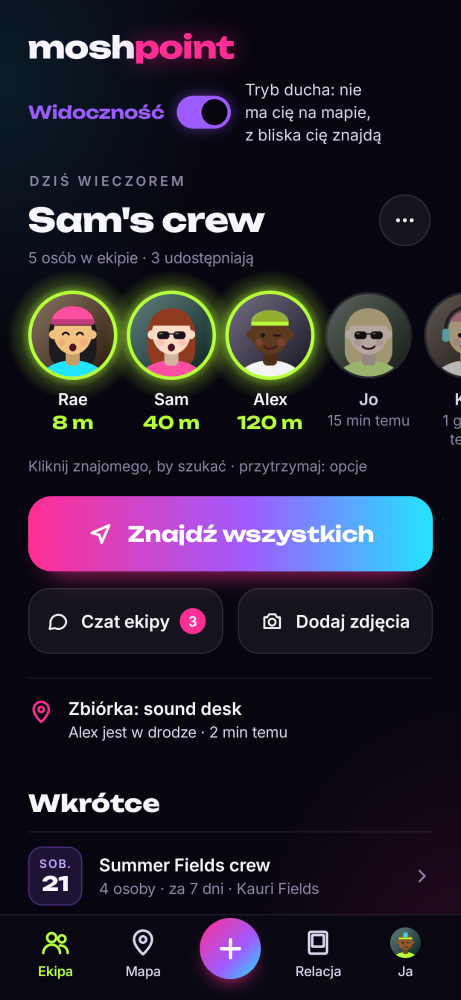 moshpoint
Widoczność
Tryb ducha: nie
ma cię na mapie,
z bliska cię znajdą
DZIŚ WIECZOREM
Sam's crew
5 osób w ekipie · 3 udostępniają
Rae
8 m
Sam
40 m
Alex
120 m
Jo
15 min temu
Kliknij znajomego, by szukać · przytrzymaj: opcje
Znajdź wszystkich
Czat ekipy 3
Dodaj zdjęcia
Zbiórka: sound desk
Alex jest w drodze · 2 min temu
Wkrótce
SOB.
21
Summer Fields crew
4 osoby · za 7 dni · Kauri Fields
Ekipa
Mapa
Relacja
Ja